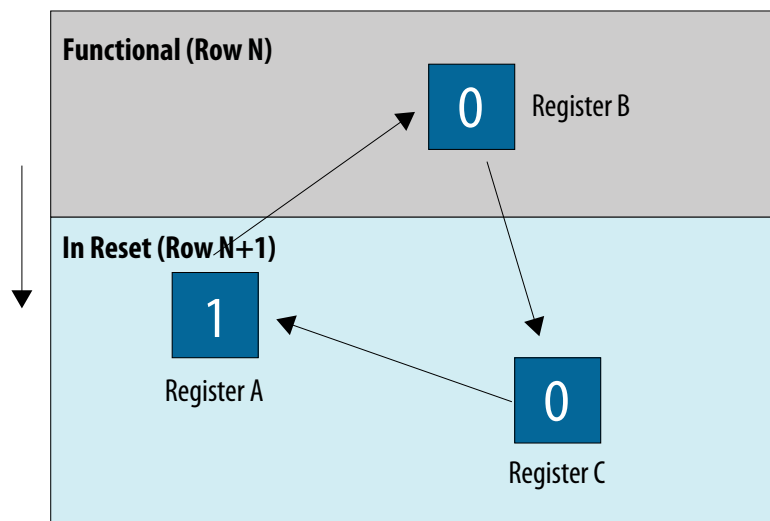 Functional (Row N)
0
Register B
In Reset (Row N+1)
1
Register A
0
Register C